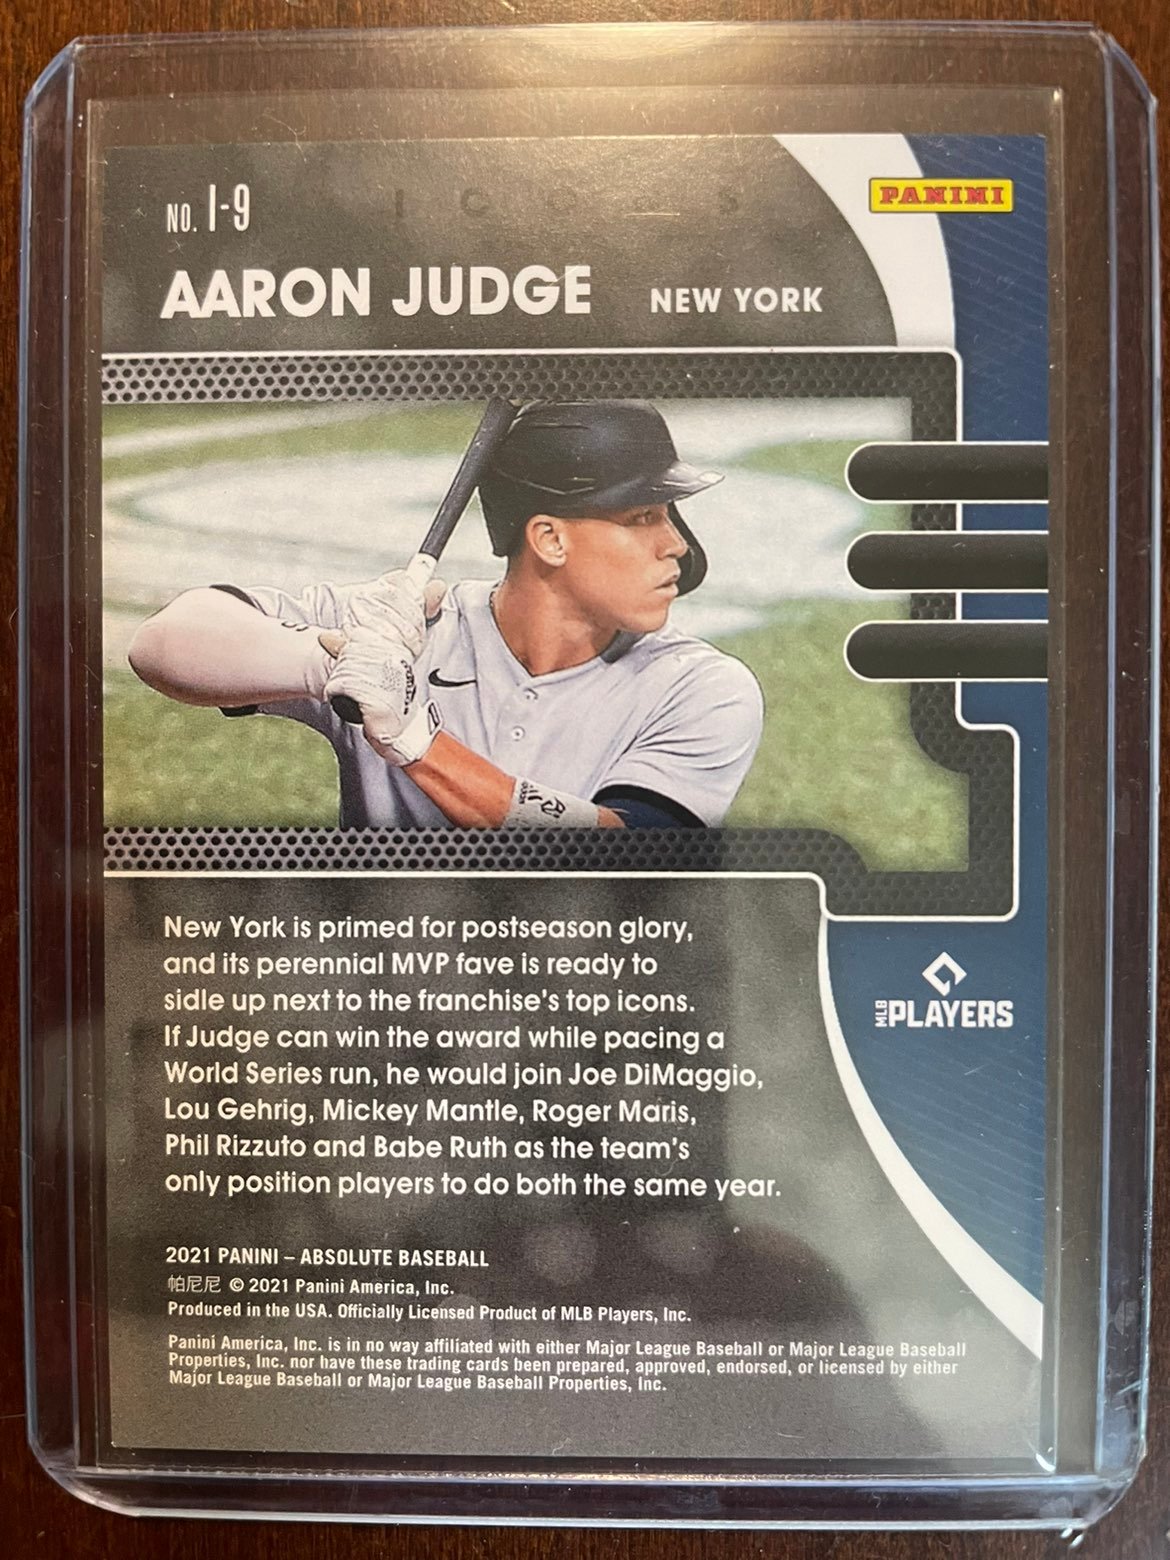 NO. I-9
ICONS
PANINI
AARON JUDGE
NEW YORK
New York is primed for postseason glory,
and its perennial MVP fave is ready to
sidle up next to the franchise's top icons.
If Judge can win the award while pacing a
World Series run, he would join Joe DiMaggio,
Lou Gehrig, Mickey Mantle, Roger Maris,
Phil Rizzuto and Babe Ruth as the team's
only position players to do both the same year.
MLB PLAYERS
2021 PANINI – ABSOLUTE BASEBALL
帕尼尼 © 2021 Panini America, Inc.
Produced in the USA. Officially Licensed Product of MLB Players, Inc.
Panini America, Inc. is in no way affiliated with either Major League Baseball or Major League Baseball
Properties, Inc. nor have these trading cards been prepared, approved, endorsed, or licensed by either
Major League Baseball or Major League Baseball Properties, Inc.